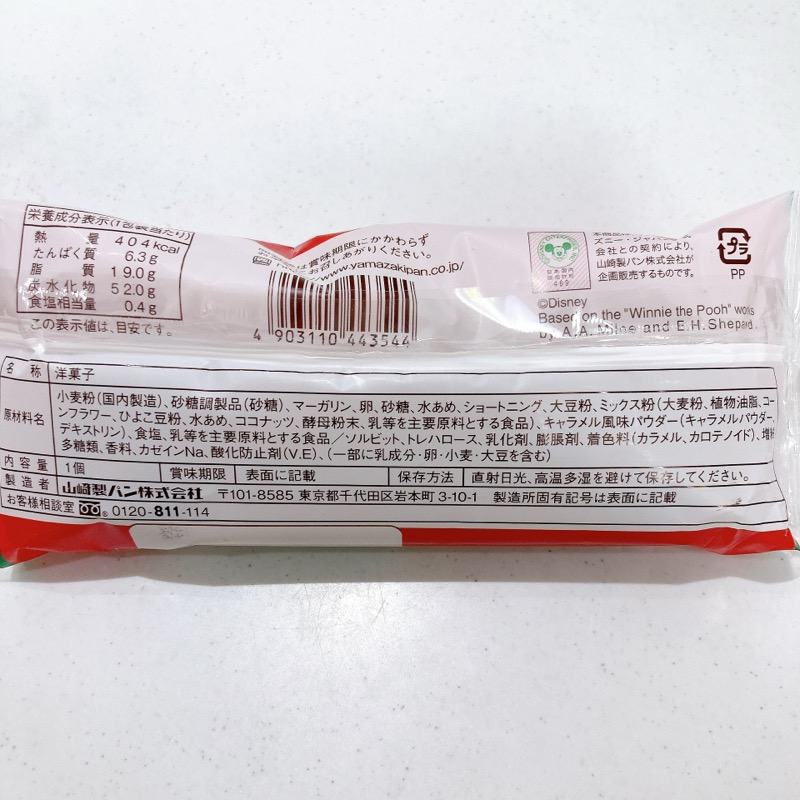 栄養成分表示(1包装当たり)
熱量 404kcal
たんぱく質 6.3g
脂質 19.0g
炭水化物 52.0g
食塩相当量 0.4g
この表示値は、目安です。
は賞味期限にかかわらず
お召しあがりください。
www.yamazakipan.co.jp/
4 903110 443544
ズニー・ジャパン
会社との契約により、
山崎製パン株式会社が
企画販売するものです。
469
©Disney
Based on the "Winnie the Pooh" works
by A.A. Milne and E.H. Shepard.
プラ
PP
名称 洋菓子
原材料名 小麦粉(国内製造)、砂糖調製品(砂糖)、マーガリン、卵、砂糖、水あめ、ショートニング、大豆粉、ミックス粉(大麦粉、植物油脂、コー
ンフラワー、ひよこ豆粉、水あめ、ココナッツ、酵母粉末、乳等を主要原料とする食品)、キャラメル風味パウダー(キャラメルパウダー、
デキストリン)、食塩、乳等を主要原料とする食品/ソルビット、トレハロース、乳化剤、膨脹剤、着色料(カラメル、カロテノイド)、増粘
多糖類、香料、カゼインNa、酸化防止剤(V.E)、(一部に乳成分・卵・小麦・大豆を含む)
内容量 1個 賞味期限 表面に記載 保存方法 直射日光、高温多湿を避けて保存してください。
製造者 山崎製パン株式会社 〒101-8585 東京都千代田区岩本町3-10-1 製造所固有記号は表面に記載
お客様相談室 0120-811-114